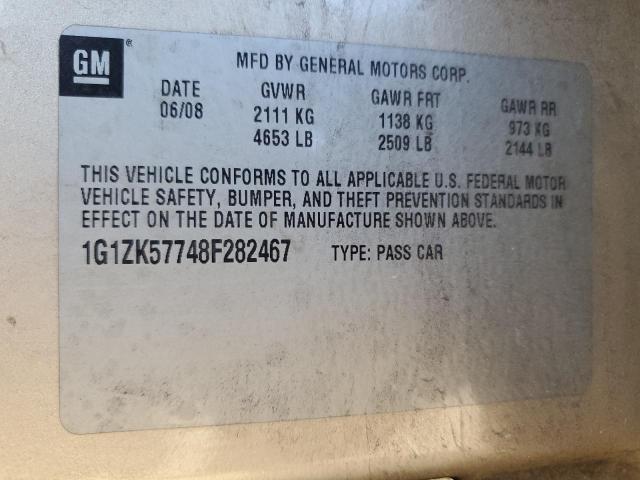 GM®
MFD BY GENERAL MOTORS CORP.
DATE GVWR GAWR FRT GAWR RR
06/08 2111 KG 1138 KG 973 KG
4653 LB 2509 LB 2144 LB
THIS VEHICLE CONFORMS TO ALL APPLICABLE U.S. FEDERAL MOTOR
VEHICLE SAFETY, BUMPER, AND THEFT PREVENTION STANDARDS IN
EFFECT ON THE DATE OF MANUFACTURE SHOWN ABOVE.
1G1ZK57748F282467 TYPE: PASS CAR